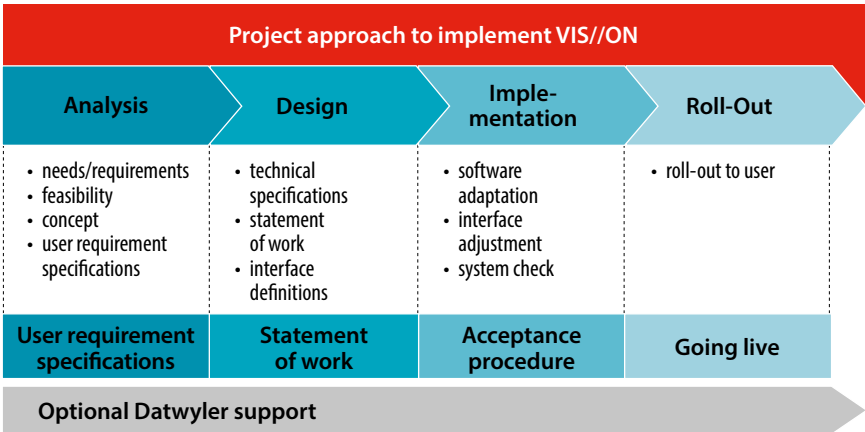 Project approach to implement VIS//ON
Analysis
Design
Imple-
mentation
Roll-Out
• needs/requirements
• feasibility
• concept
• user requirement
specifications
• technical
specifications
• statement
of work
• interface
definitions
• software
adaptation
• interface
adjustment
• system check
• roll-out to user
User requirement
specifications
Statement
of work
Acceptance
procedure
Going live
Optional Datwyler support